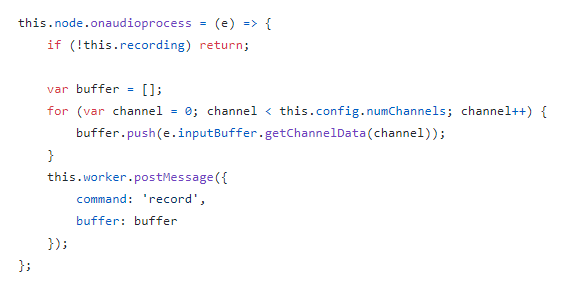 this.node.onaudioprocess = (e) => {
    if (!this.recording) return;

    var buffer = [];
    for (var channel = 0; channel < this.config.numChannels; channel++) {
        buffer.push(e.inputBuffer.getChannelData(channel));
    }
    this.worker.postMessage({
        command: 'record',
        buffer: buffer
    });
};